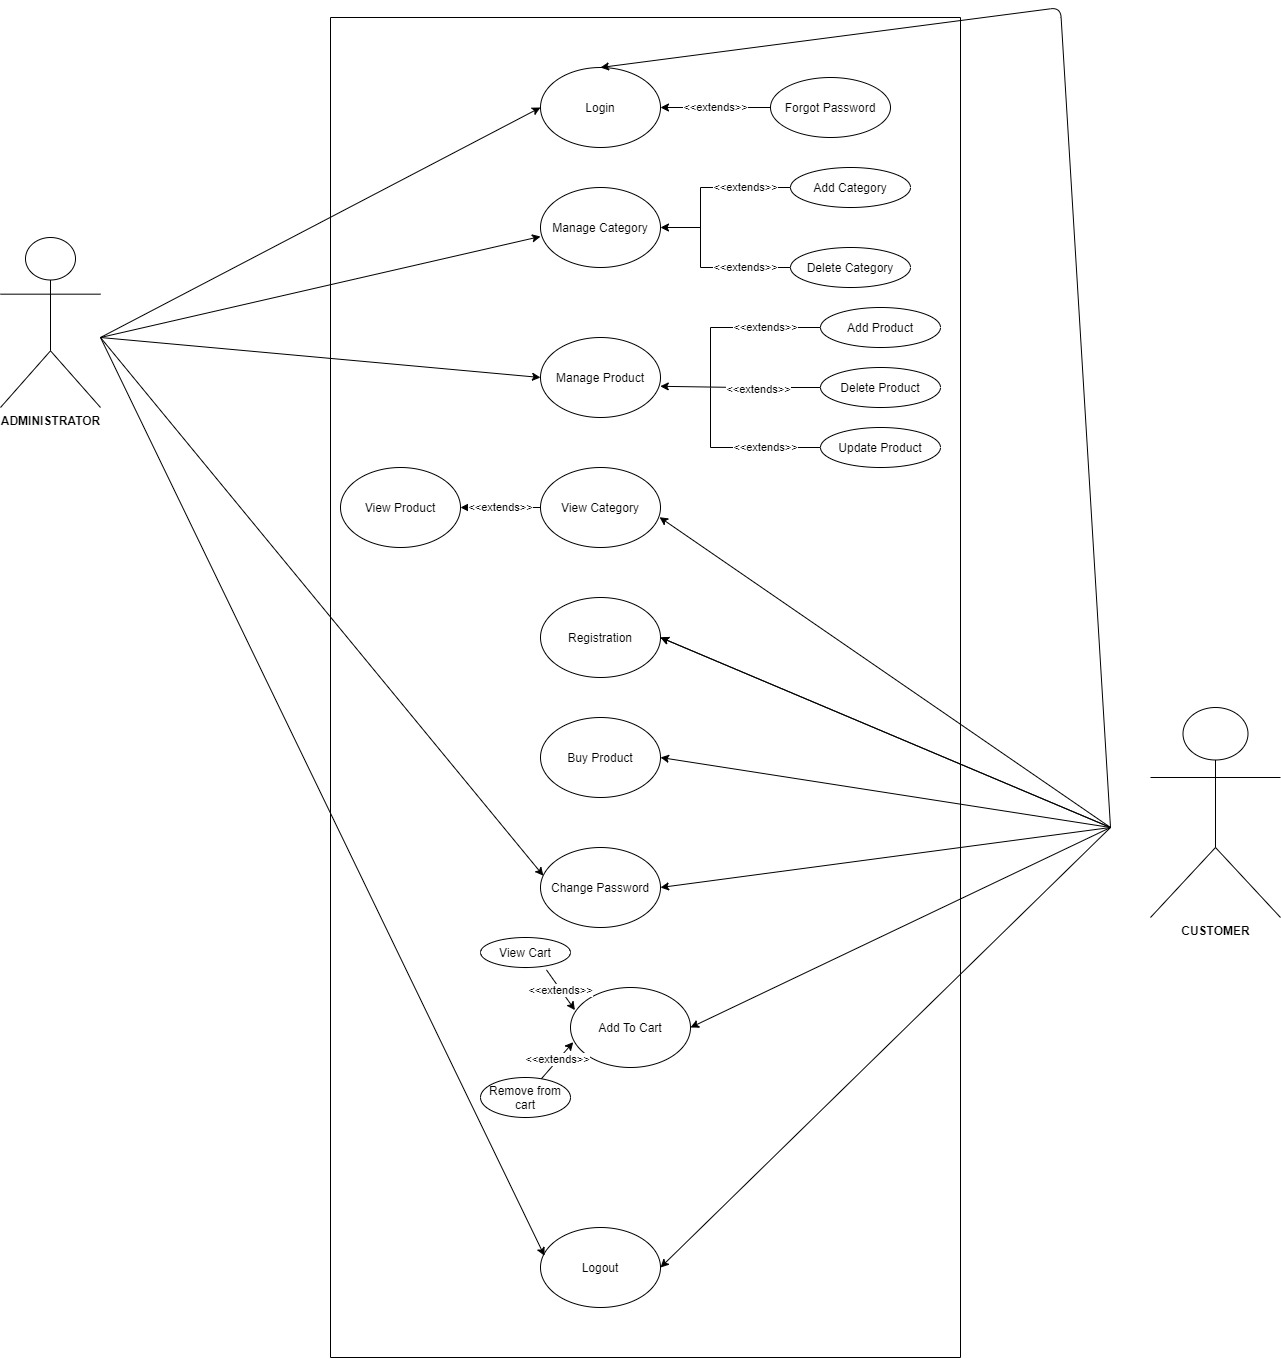 Login
<<extends>>
Forgot Password
Manage Category
<<extends>>
Add Category
<<extends>>
Delete Category
ADMINISTRATOR
Manage Product
<<extends>>
Add Product
<<extends>>
Delete Product
<<extends>>
Update Product
View Product
<<extends>>
View Category
Registration
Buy Product
Change Password
CUSTOMER
View Cart
<<extends>>
Add To Cart
<<extends>>
Remove from
cart
Logout